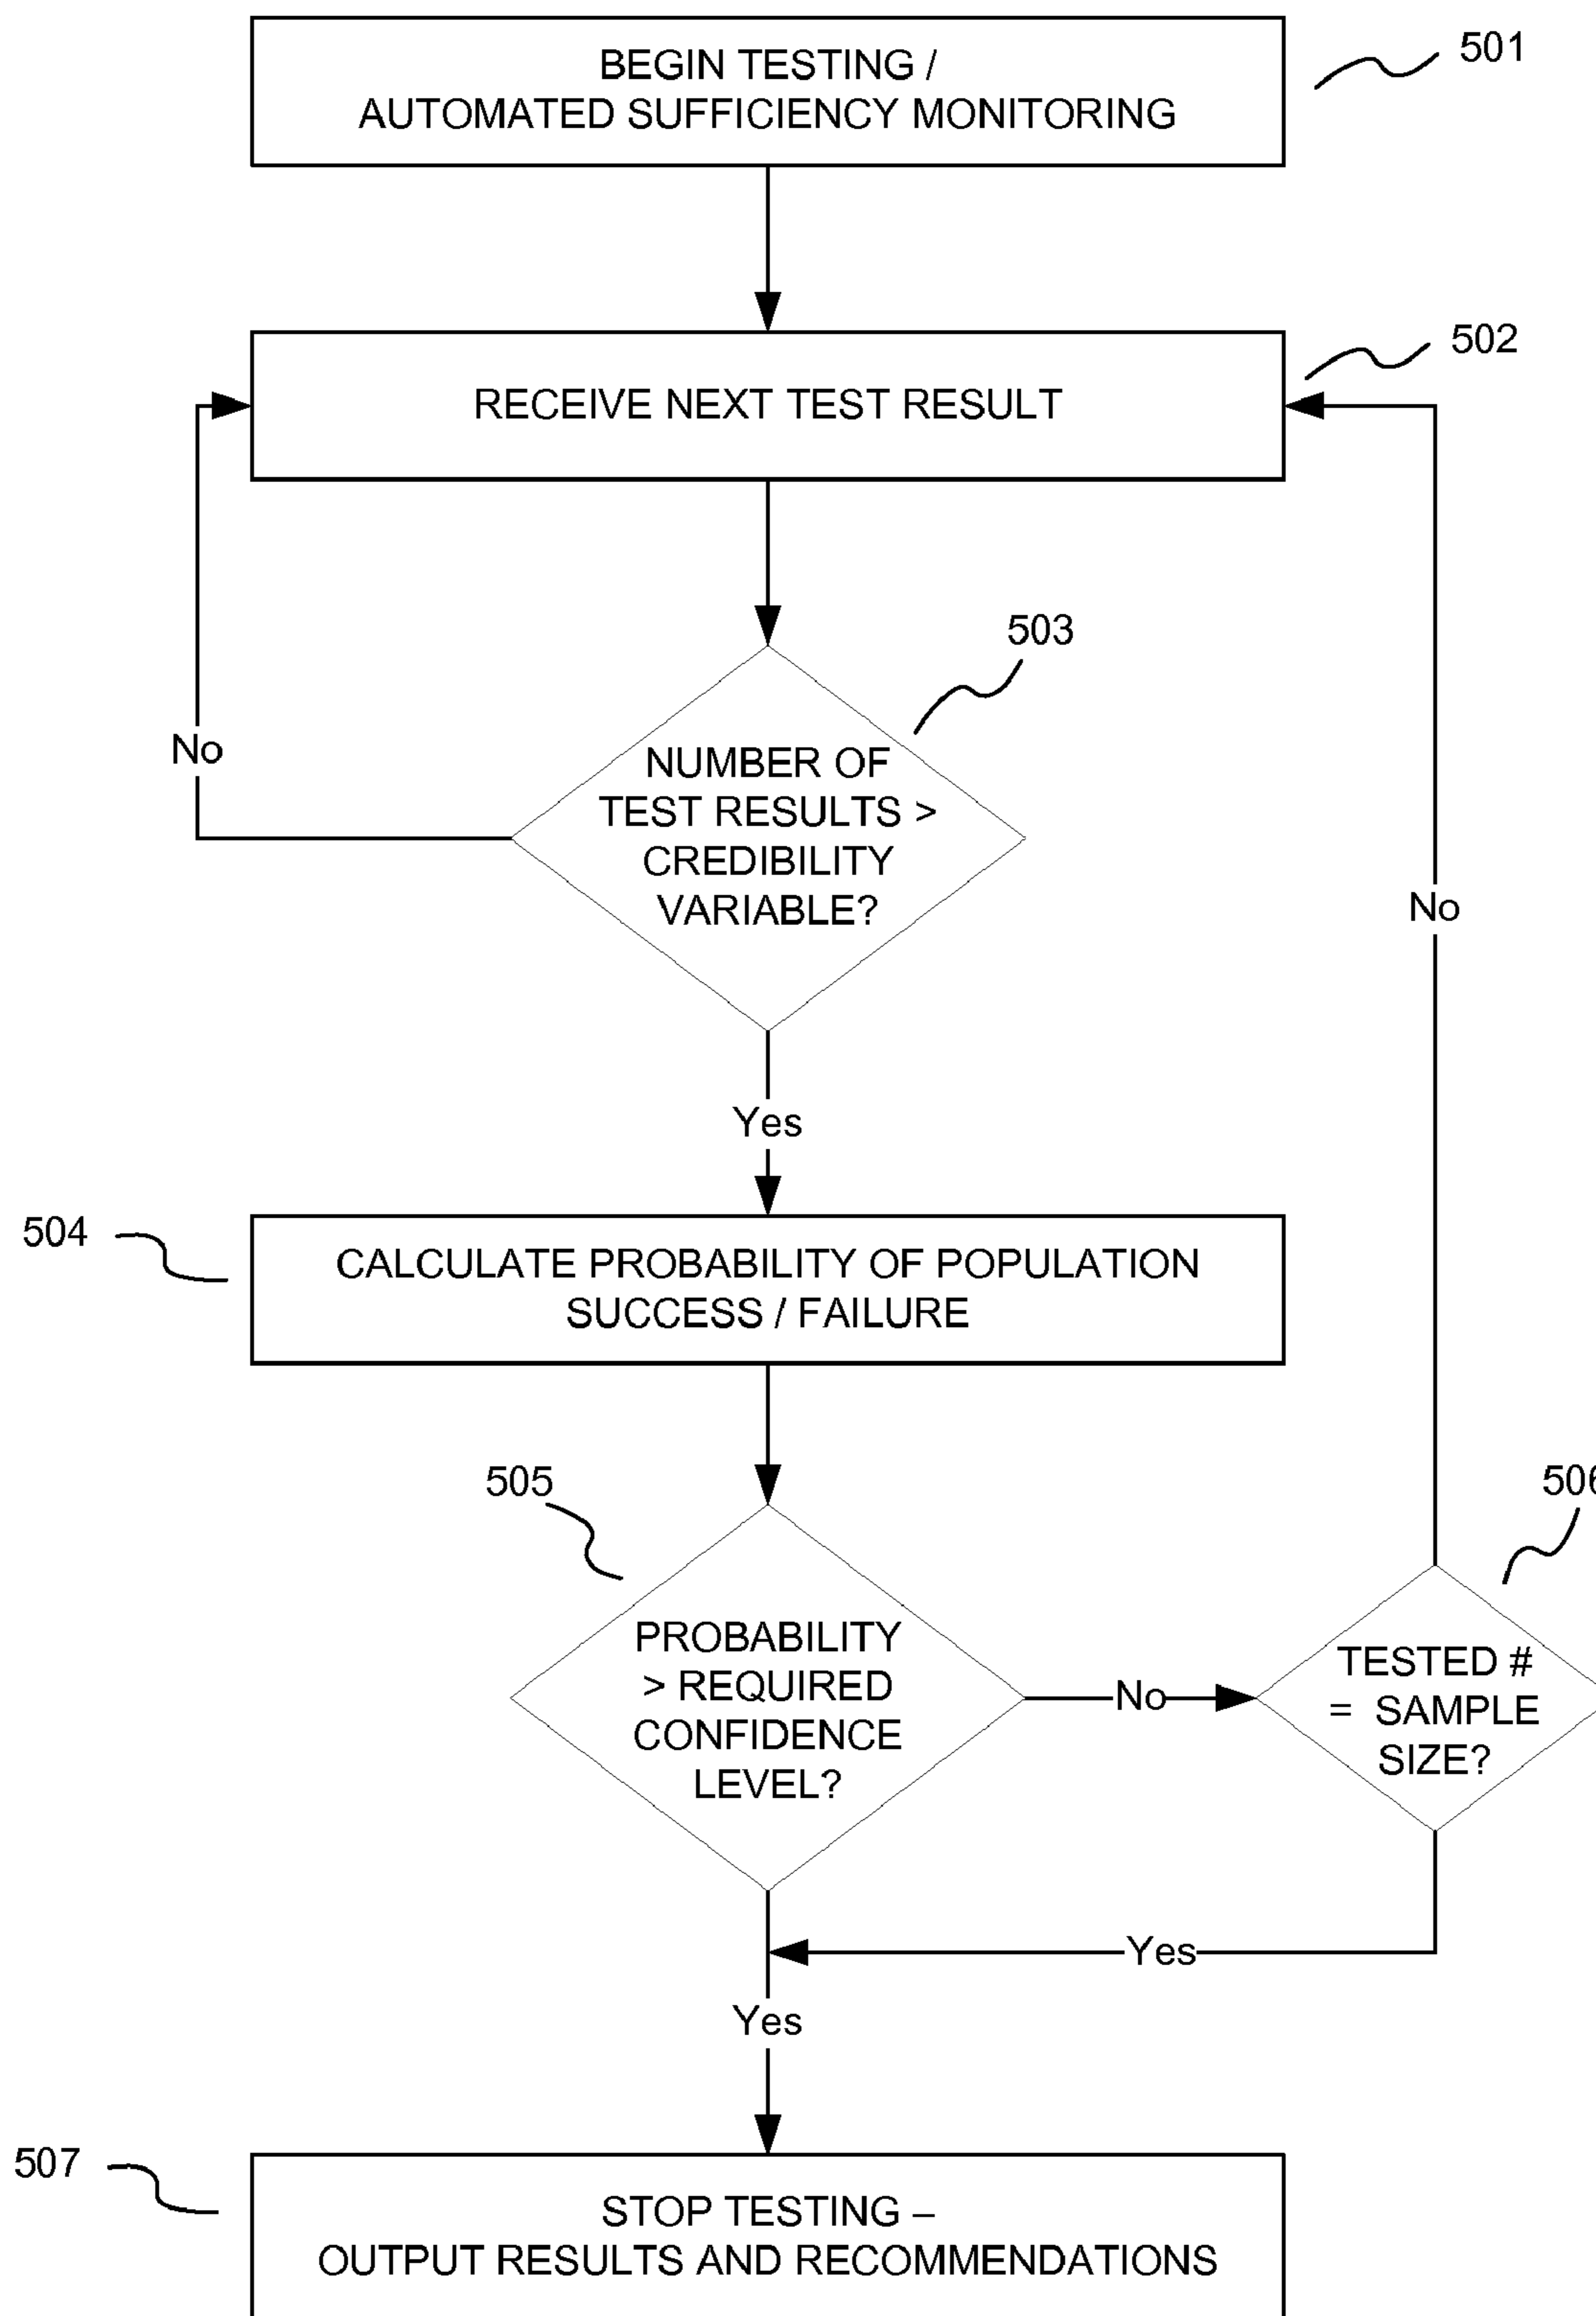 BEGIN TESTING /
AUTOMATED SUFFICIENCY MONITORING
501
502
RECEIVE NEXT TEST RESULT
503
No
NUMBER OF
TEST RESULTS >
CREDIBILITY
VARIABLE?
No
Yes
504
CALCULATE PROBABILITY OF POPULATION
SUCCESS / FAILURE
505
506
PROBABILITY
> REQUIRED
CONFIDENCE
LEVEL?
No
TESTED #
= SAMPLE
SIZE?
Yes
Yes
507
STOP TESTING –
OUTPUT RESULTS AND RECOMMENDATIONS